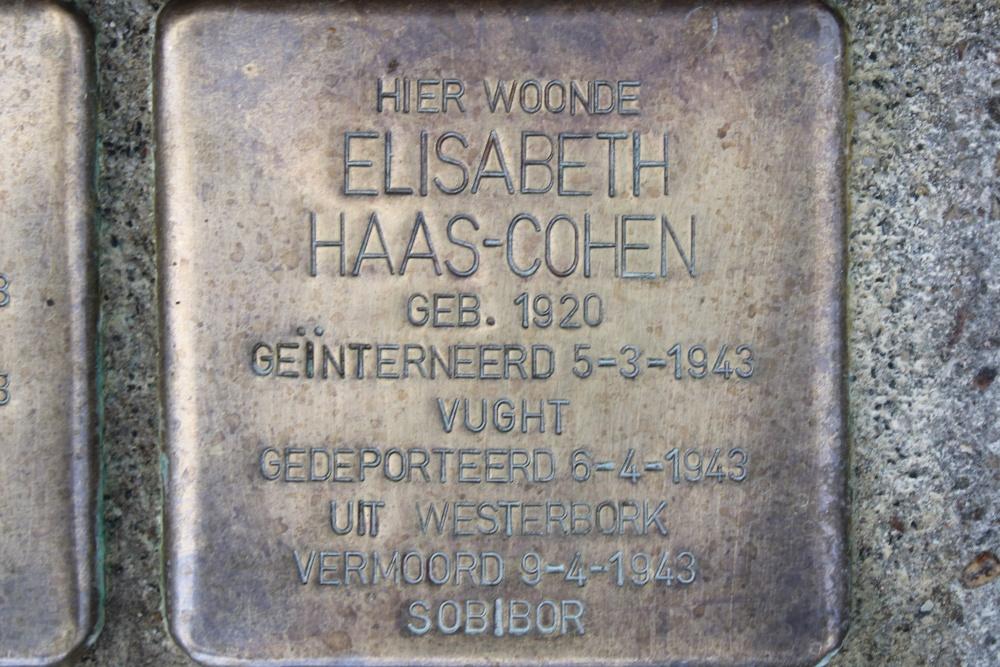 HIER WOONDE
ELISABETH
HAAS-COHEN
GEB. 1920
GEÏNTERNEERD 5-3-1943
VUGHT
GEDEPORTEERD 6-4-1943
UIT WESTERBORK
VERMOORD 9-4-1943
SOBIBOR